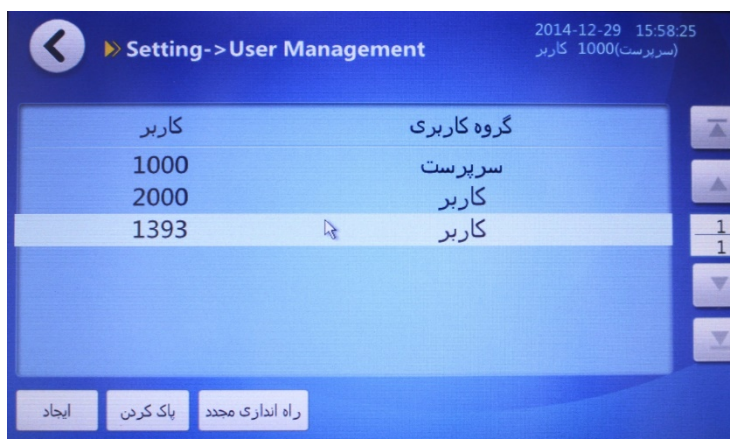 Setting->User Management
2014-12-29 15:58:25
کاربر 1000(سرپرست)
کاربر گروه کاربری
1000 سرپرست
2000 کاربر
1393 کاربر
1
1
ایجاد پاک کردن راه اندازی مجدد